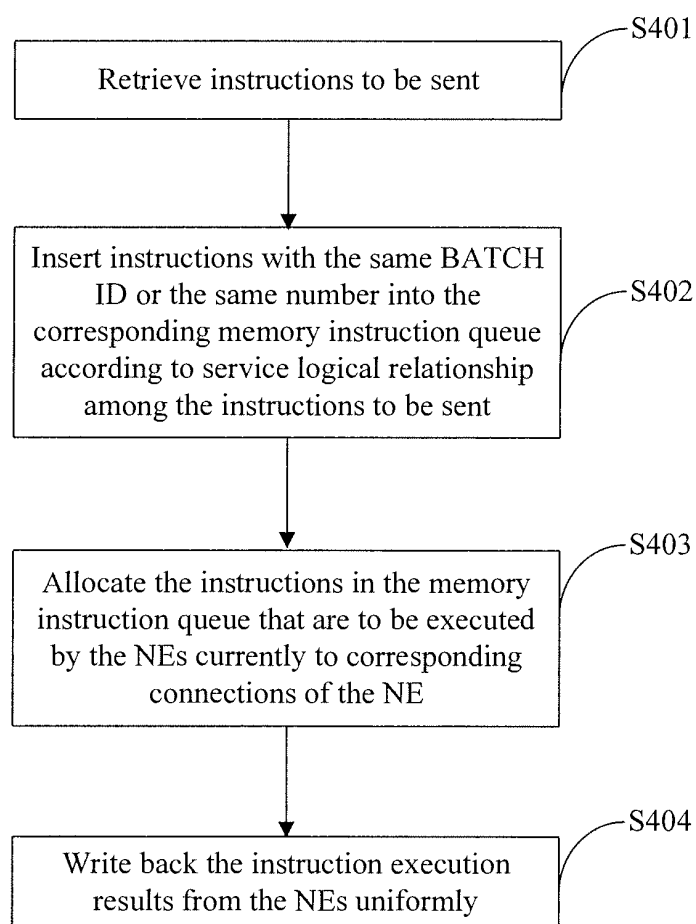 S401
Retrieve instructions to be sent
Insert instructions with the same BATCH
ID or the same number into the
corresponding memory instruction queue
according to service logical relationship
among the instructions to be sent
S402
S403
Allocate the instructions in the memory
instruction queue that are to be executed
by the NEs currently to corresponding
connections of the NE
S404
Write back the instruction execution
results from the NEs uniformly